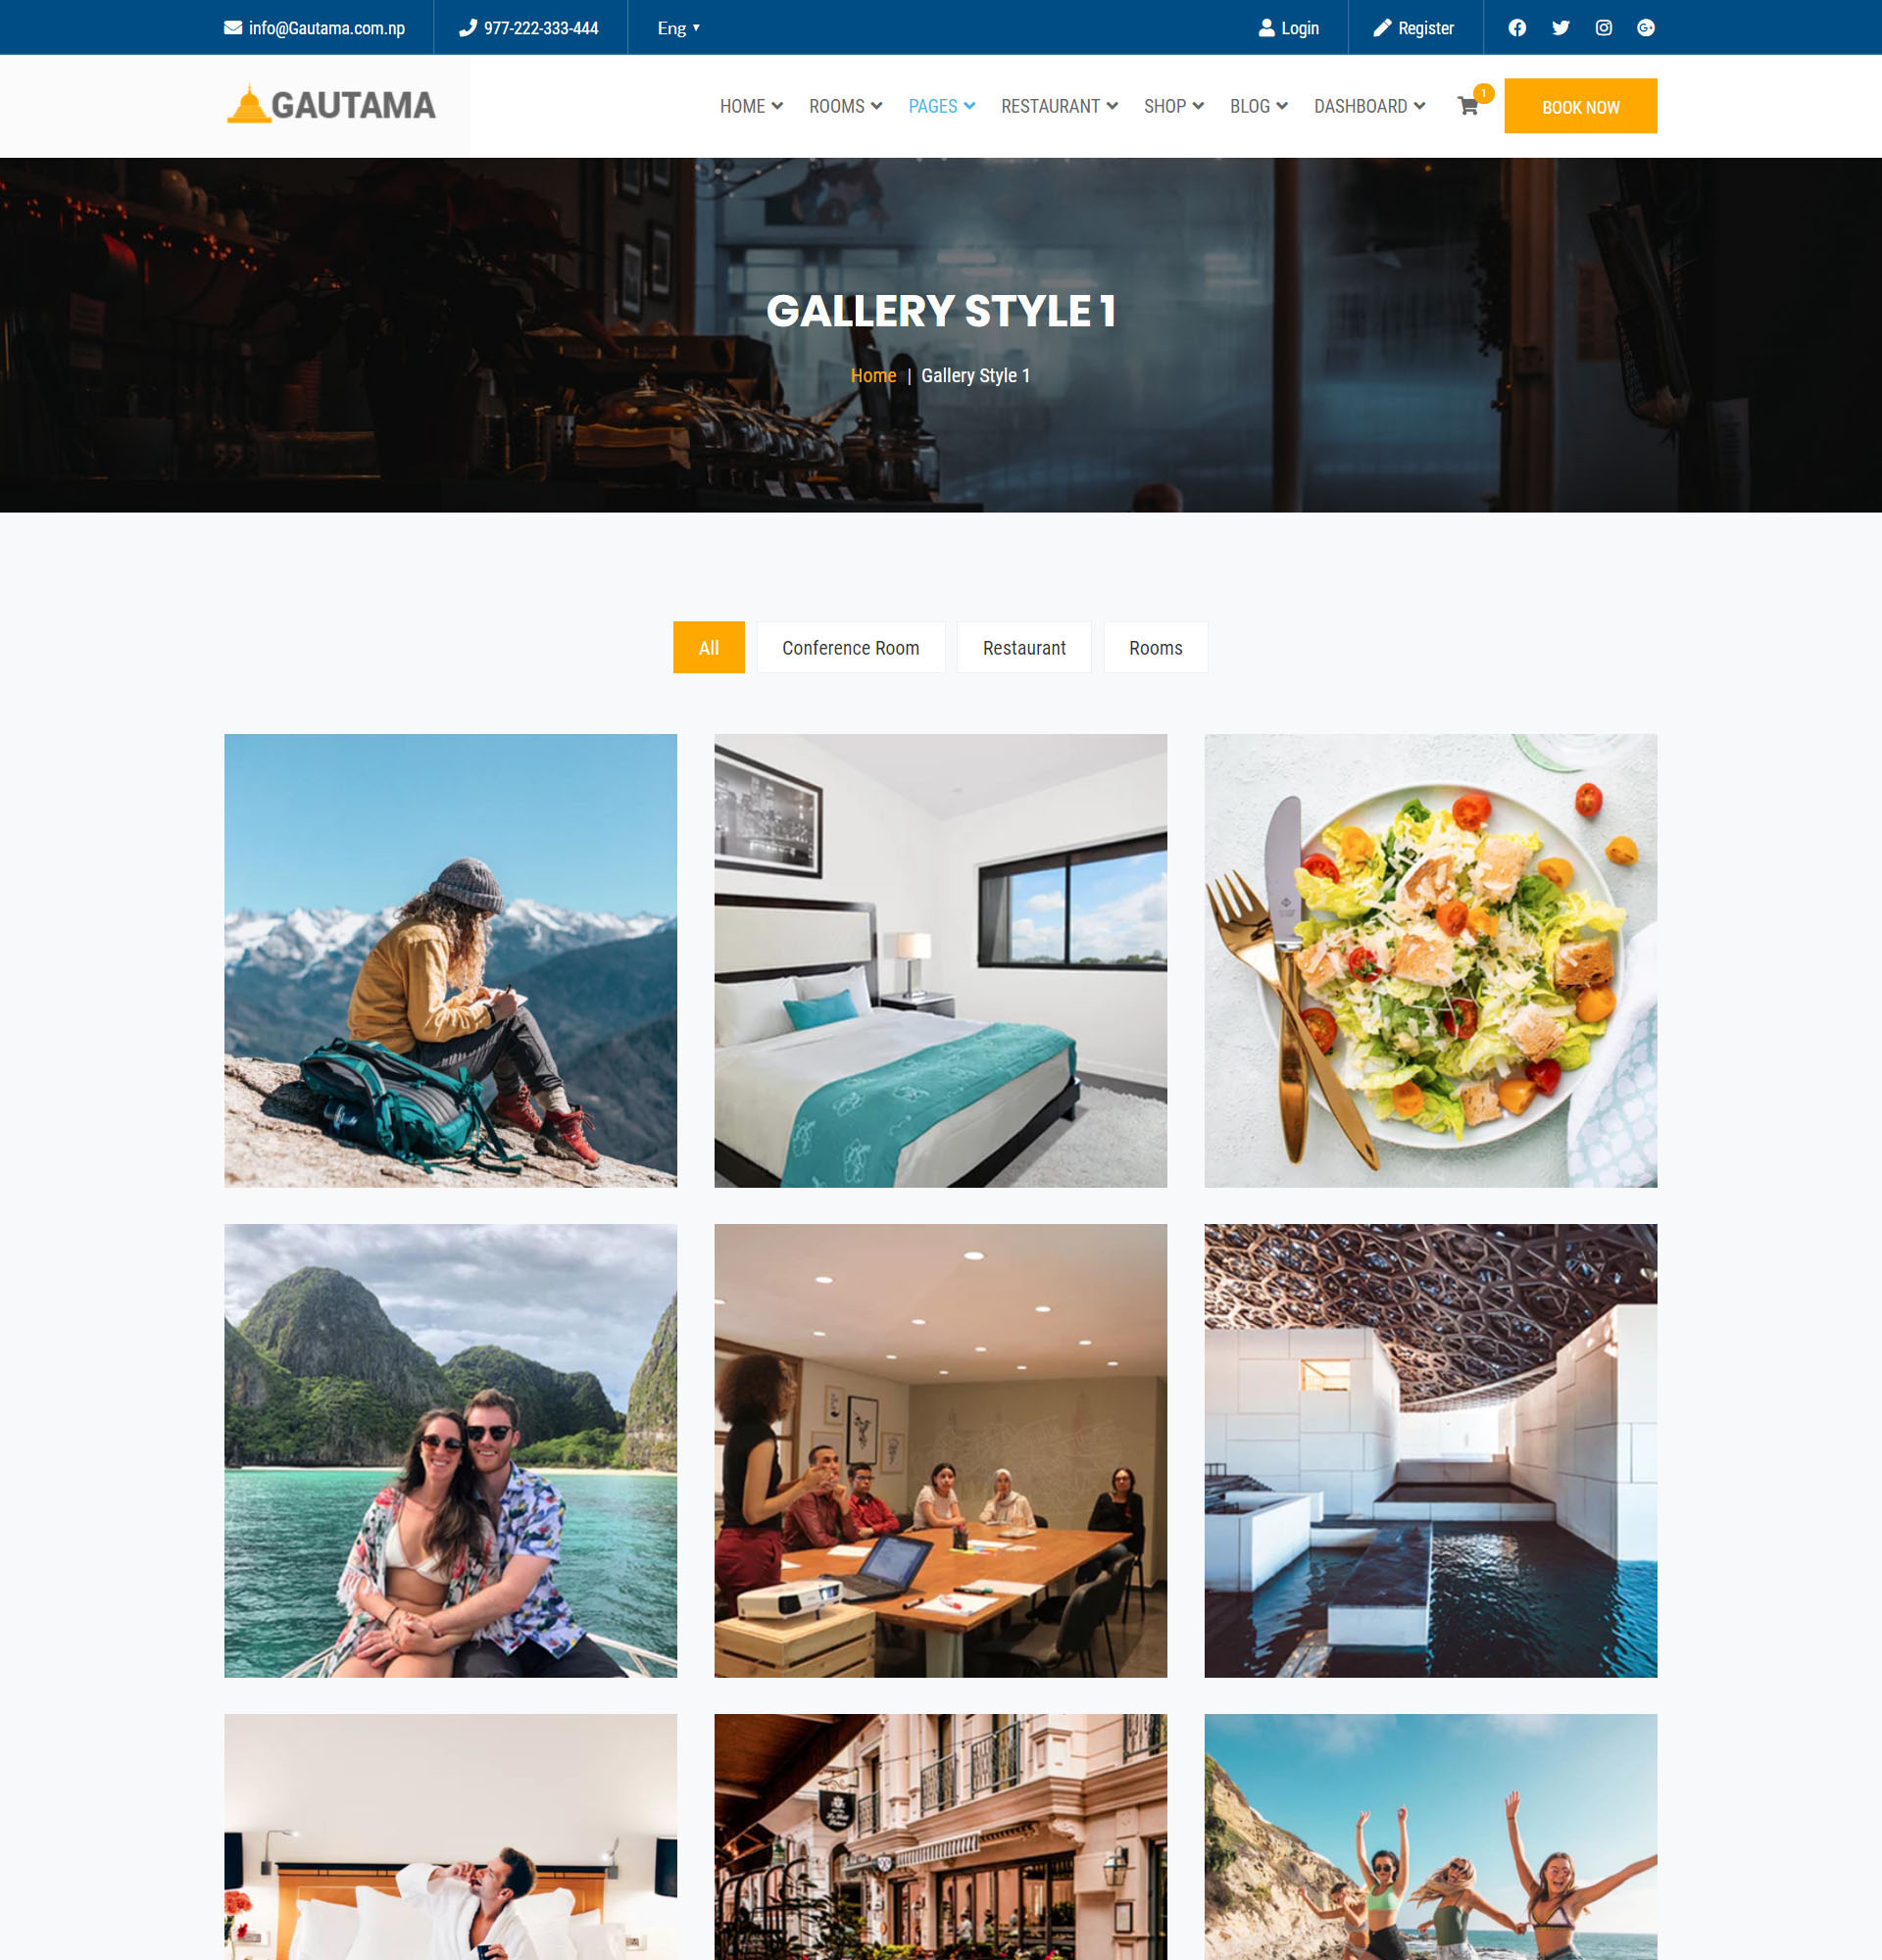 info@Gautama.com.np 977-222-333-444 Eng ▾ Login Register
GAUTAMA HOME ROOMS PAGES RESTAURANT SHOP BLOG DASHBOARD 1 BOOK NOW
GALLERY STYLE 1
Home | Gallery Style 1
All Conference Room Restaurant Rooms